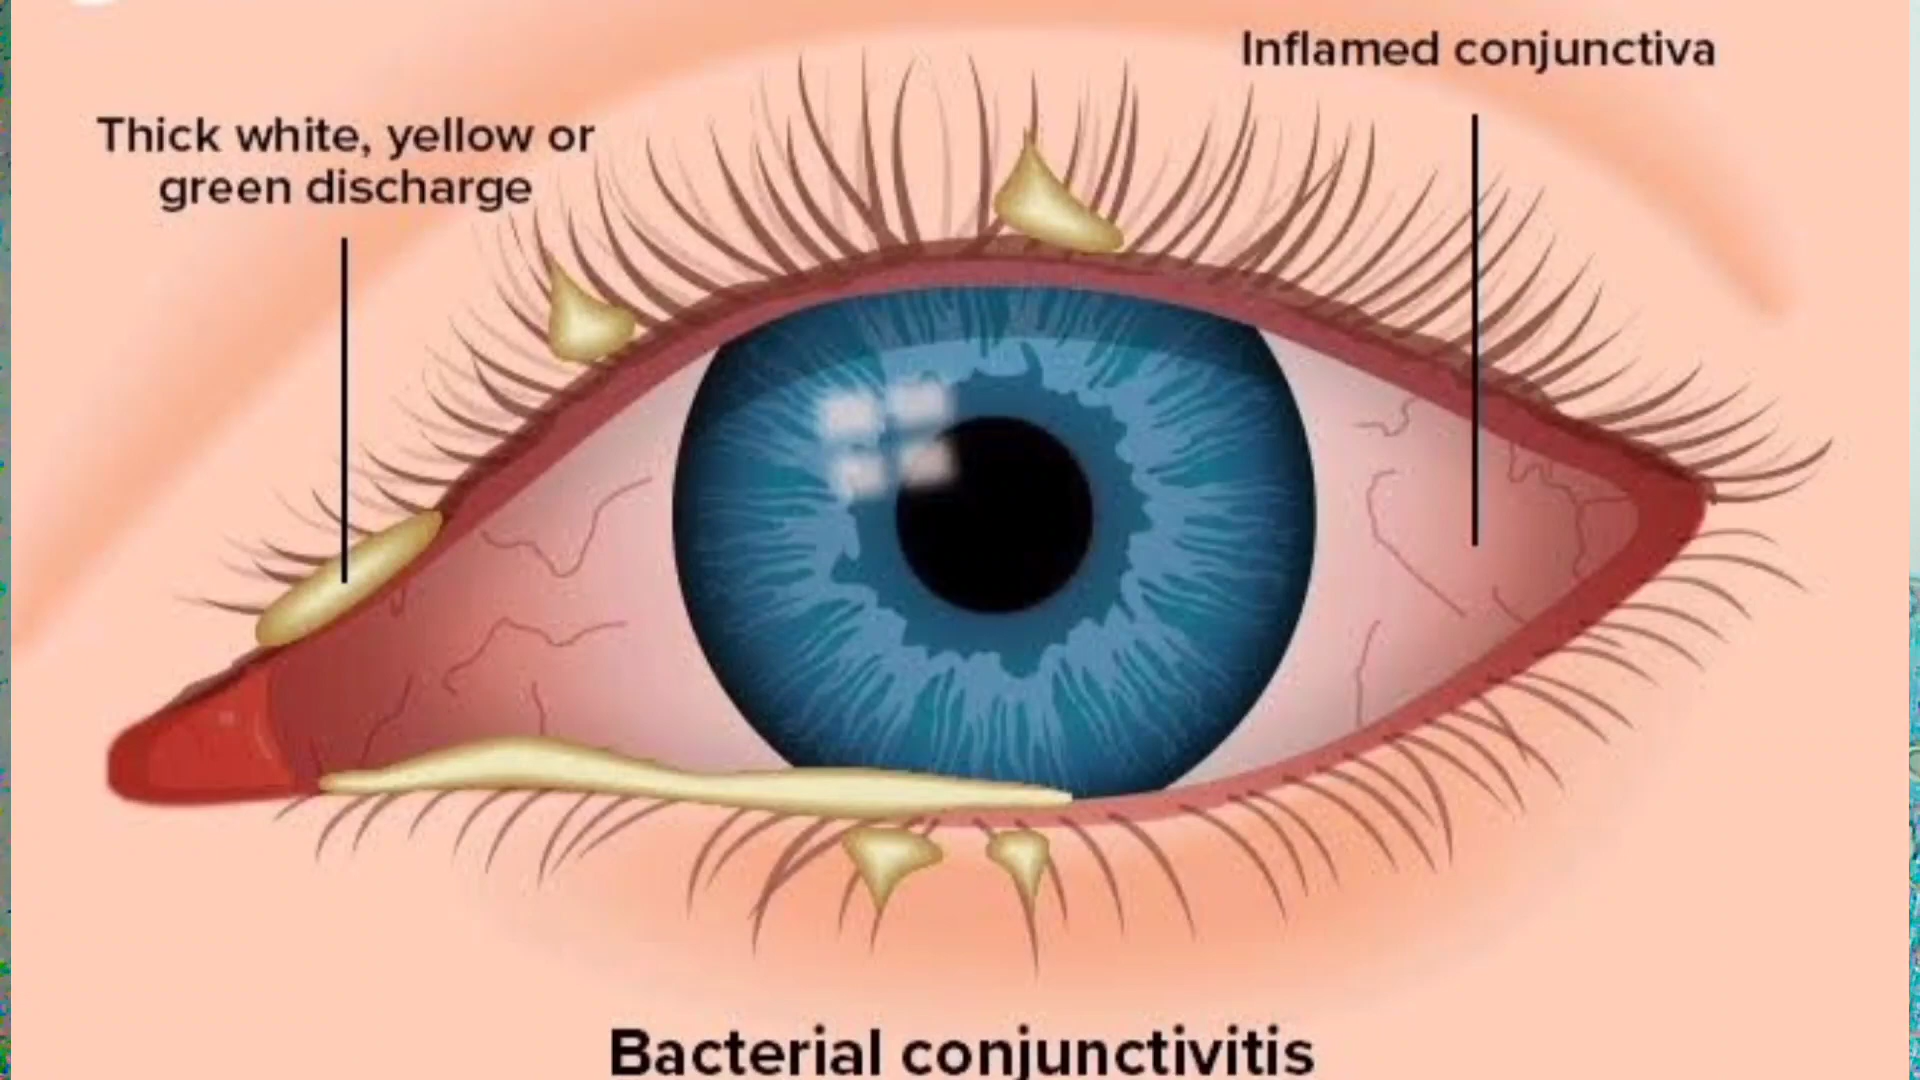 Inflamed conjunctiva
Thick white, yellow or
green discharge
Bacterial conjunctivitis